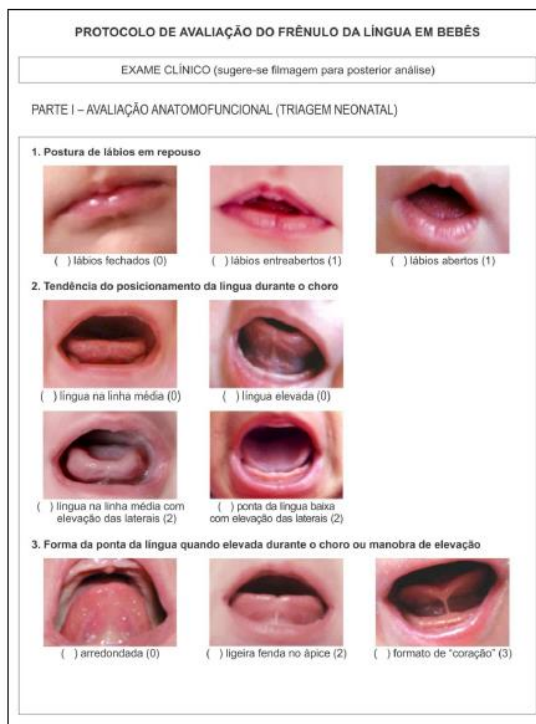 PROTOCOLO DE AVALIAÇÃO DO FRÊNULO DA LÍNGUA EM BEBÊS
EXAME CLÍNICO (sugere-se filmagem para posterior análise)
PARTE I – AVALIAÇÃO ANATOMOFUNCIONAL (TRIAGEM NEONATAL)
1. Postura de lábios em repouso
( ) lábios fechados (0)
( ) lábios entreabertos (1)
( ) lábios abertos (1)
2. Tendência do posicionamento da língua durante o choro
( ) língua na linha média (0)
( ) língua elevada (0)
( ) língua na linha média com
elevação das laterais (2)
( ) ponta da língua baixa
com elevação das laterais (2)
3. Forma da ponta da língua quando elevada durante o choro ou manobra de elevação
( ) arredondada (0)
( ) ligeira fenda no ápice (2)
( ) formato de “coração” (3)